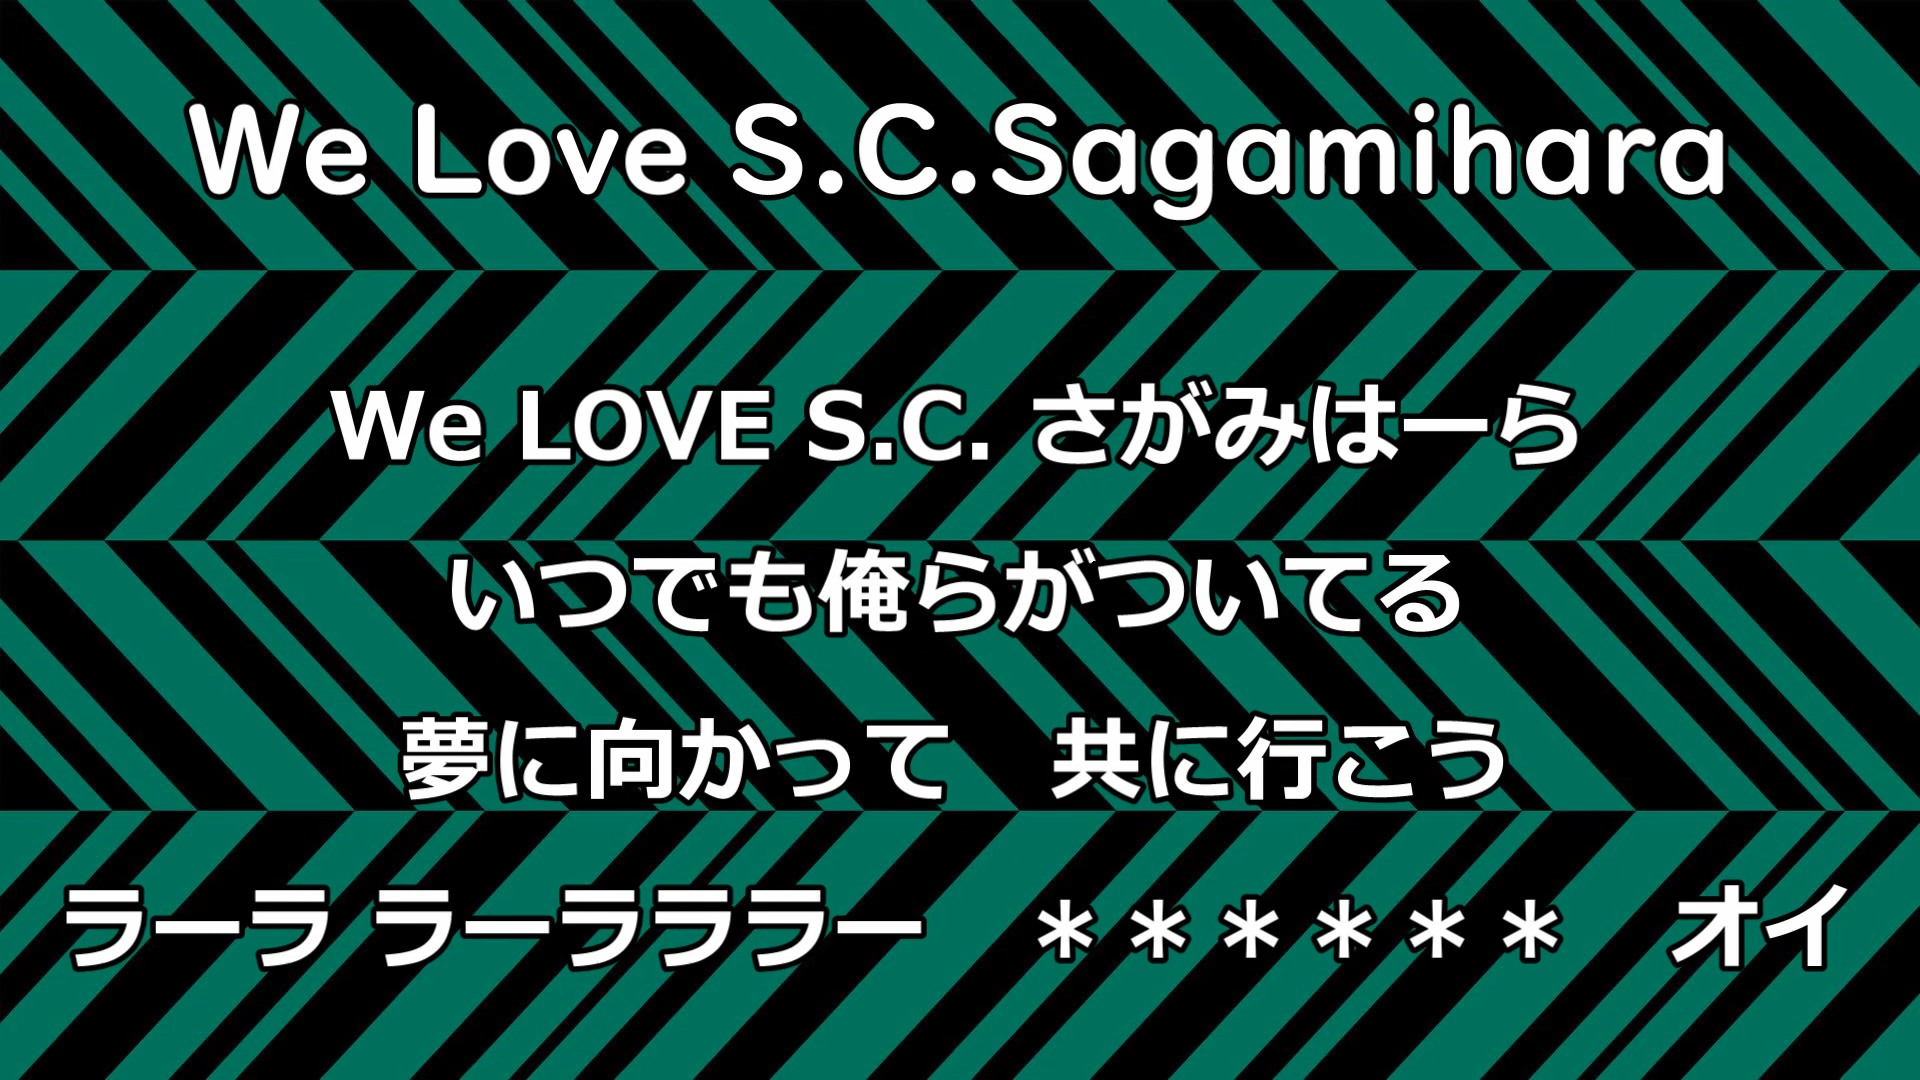 We Love S.C.Sagamihara
We LOVE S.C. さがみはーら
いつでも俺らがついてる
夢に向かって　共に行こう
ラーラ ラーラララー　＊＊＊＊＊＊　オイ